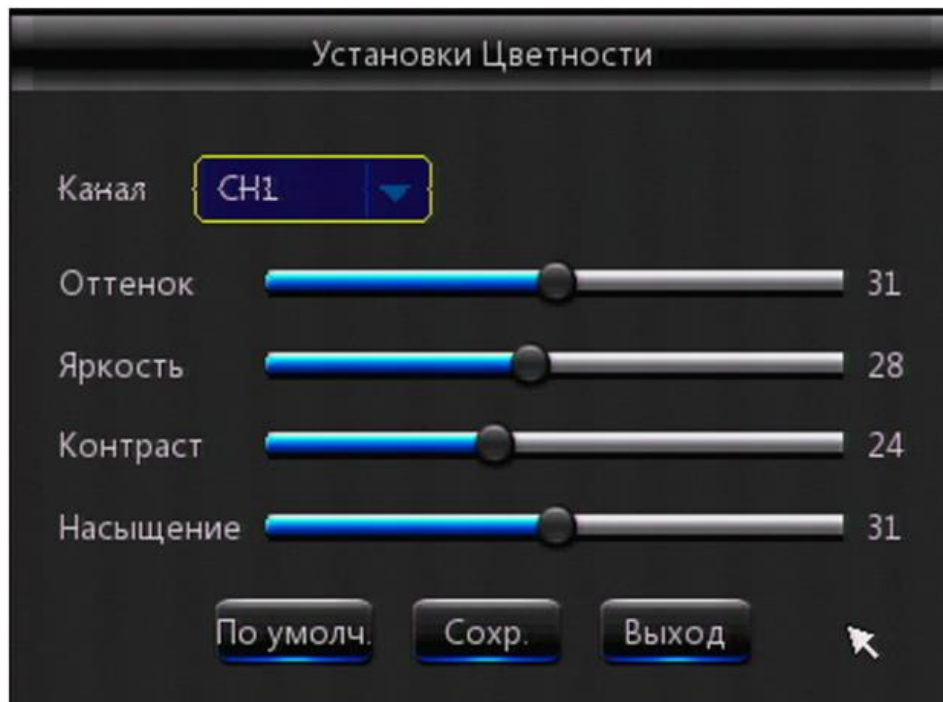 Установки Цветности
Канал CH1
Оттенок 31
Яркость 28
Контраст 24
Насыщение 31
По умолч. Сохр. Выход